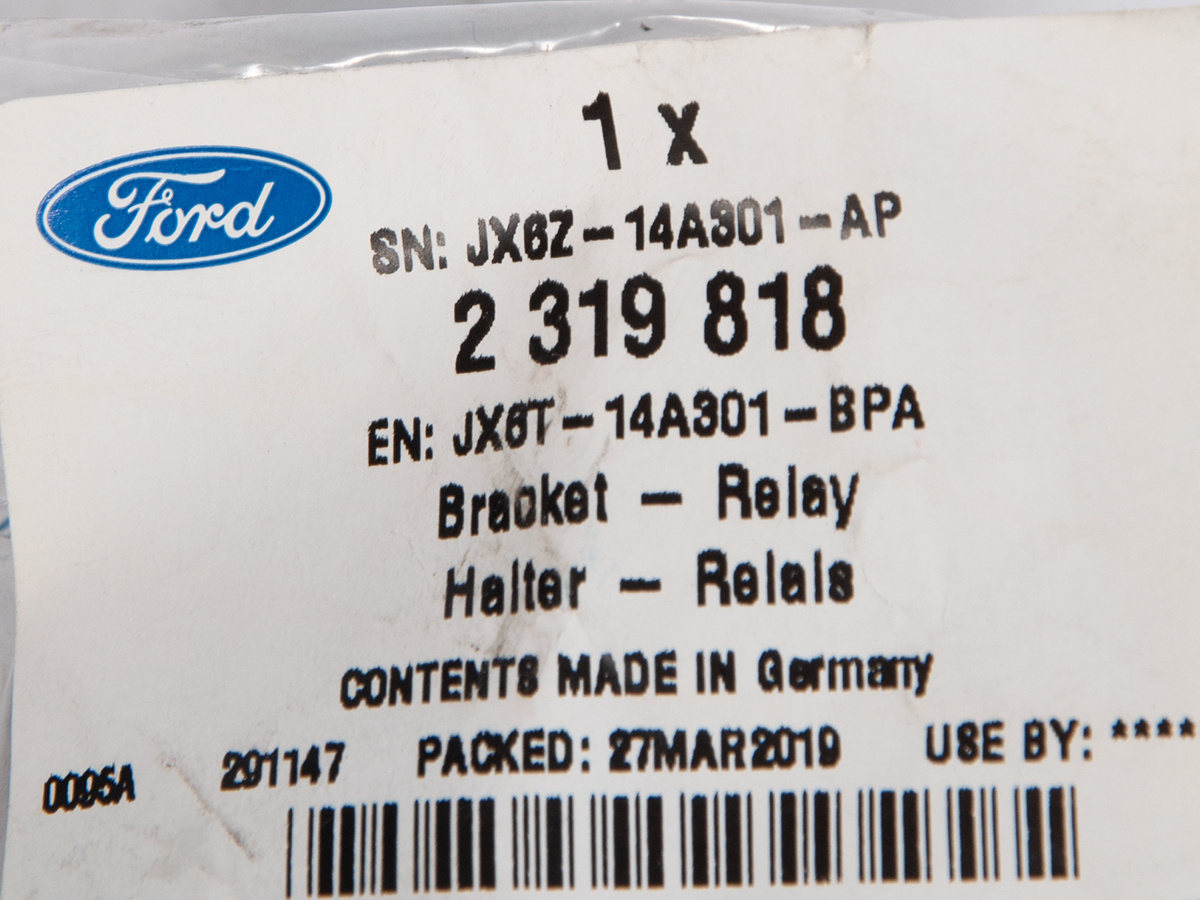 Ford
1 x
SN: JX6Z-14A301-AP
2 319 818
EN: JX6T-14A301-BPA
Bracket - Relay
Halter - Relais
CONTENTS MADE IN Germany
0095A 291147 PACKED: 27MAR2019 USE BY: ****